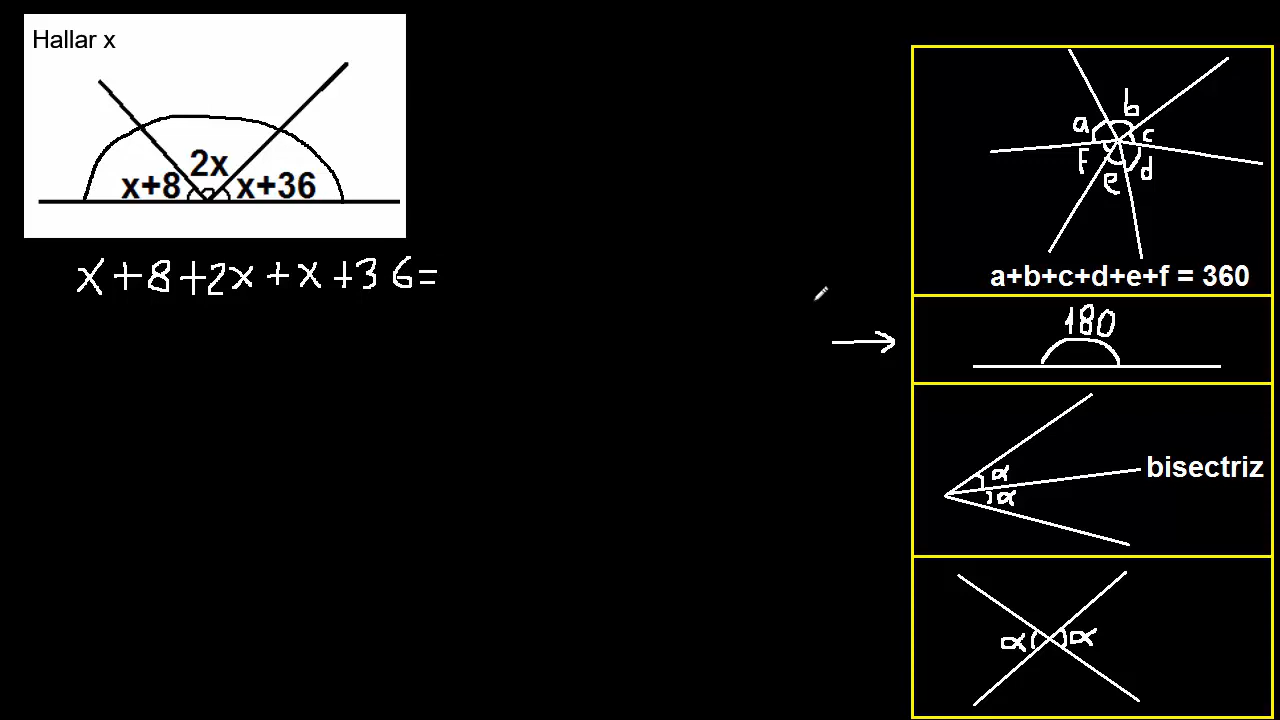 Hallar x
2x
x+8 x+36
x+8+2x+x+36=
a b c d e f
a+b+c+d+e+f = 360
180
α
bisectriz
α
α α